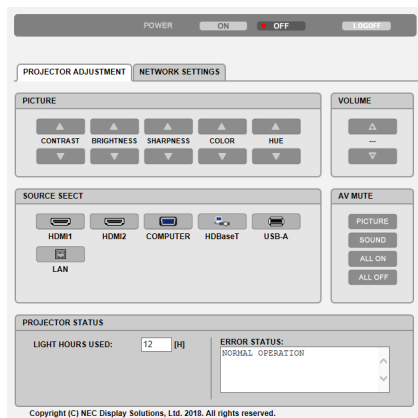 POWER ON OFF LOGOFF
PROJECTOR ADJUSTMENT NETWORK SETTINGS
PICTURE VOLUME
CONTRAST BRIGHTNESS SHARPNESS COLOR HUE ---
SOURCE SEECT AV MUTE
HDMI1 HDMI2 COMPUTER HDBaseT USB-A
LAN
PICTURE
SOUND
ALL ON
ALL OFF
PROJECTOR STATUS
LIGHT HOURS USED: 12 [H]
ERROR STATUS:
NORMAL OPERATION
Copyright (C) NEC Display Solutions, Ltd. 2018. All rights reserved.